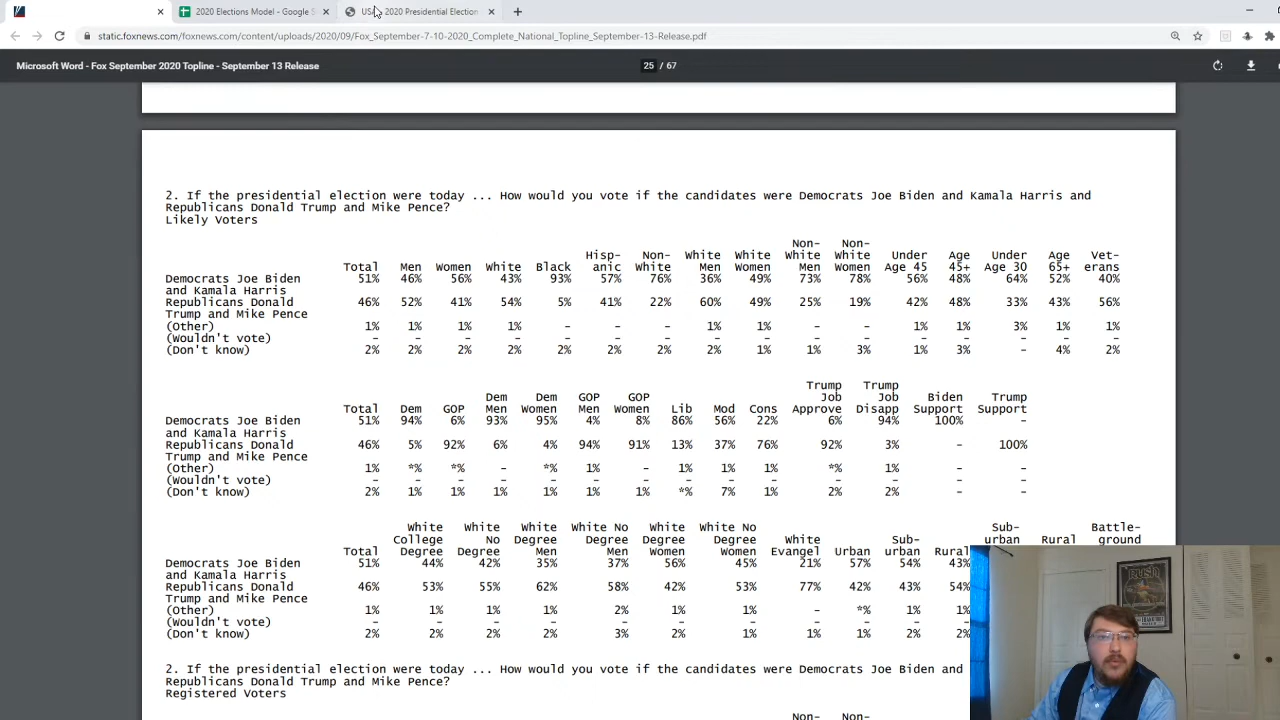 2020 Elections Model - Google S
USA 2020 Presidential Election
static.foxnews.com/foxnews.com/content/uploads/2020/09/Fox_September-7-10-2020_Complete_National_Topline_September-13-Release.pdf
Microsoft Word - Fox September 2020 Topline - September 13 Release
25 / 67
2. If the presidential election were today ... How would you vote if the candidates were Democrats Joe Biden and Kamala Harris and
Republicans Donald Trump and Mike Pence?
Likely Voters
Non- Non-
Hisp- Non- White White White White Under Age Under Age Vet-
Total Men Women White Black anic White Men Women Men Women Age 45 45+ Age 30 65+ erans
Democrats Joe Biden 51% 46% 56% 43% 93% 57% 76% 36% 49% 73% 78% 56% 48% 64% 52% 40%
and Kamala Harris
Republicans Donald 46% 52% 41% 54% 5% 41% 22% 60% 49% 25% 19% 42% 48% 33% 43% 56%
Trump and Mike Pence
(Other) 1% 1% 1% 1% - - - 1% 1% - - 1% 1% 3% 1% 1%
(Wouldn't vote) - - - - - - - - - - - - - - - -
(Don't know) 2% 2% 2% 2% 2% 2% 2% 2% 1% 1% 3% 1% 3% - 4% 2%
Trump Trump
Dem Dem GOP GOP Job Job Biden Trump
Total Dem GOP Men Women Men Women Lib Mod Cons Approve Disapp Support Support
Democrats Joe Biden 51% 94% 6% 93% 95% 4% 8% 86% 56% 22% 6% 94% 100% -
and Kamala Harris
Republicans Donald 46% 5% 92% 6% 4% 94% 91% 13% 37% 76% 92% 3% - 100%
Trump and Mike Pence
(Other) 1% *% *% - *% 1% - 1% 1% 1% *% 1% - -
(Wouldn't vote) - - - - - - - - - - - - - -
(Don't know) 2% 1% 1% 1% 1% 1% 1% *% 7% 1% 2% 2% - -
White White White White No White White No Sub- Battle-
College No Degree Degree Degree Degree White Sub- urban Rural ground
Total Degree Degree Men Men Women Women Evangel Urban urban Rural
Democrats Joe Biden 51% 44% 42% 35% 37% 56% 45% 21% 57% 54% 43%
and Kamala Harris
Republicans Donald 46% 53% 55% 62% 58% 42% 53% 77% 42% 43% 54%
Trump and Mike Pence
(Other) 1% 1% 1% 1% 2% 1% 1% - *% 1% 1%
(Wouldn't vote) - - - - - - - - - - -
(Don't know) 2% 2% 2% 2% 3% 2% 1% 1% 1% 2% 2%
2. If the presidential election were today ... How would you vote if the candidates were Democrats Joe Biden and
Republicans Donald Trump and Mike Pence?
Registered Voters
Non- Non-
RUSH